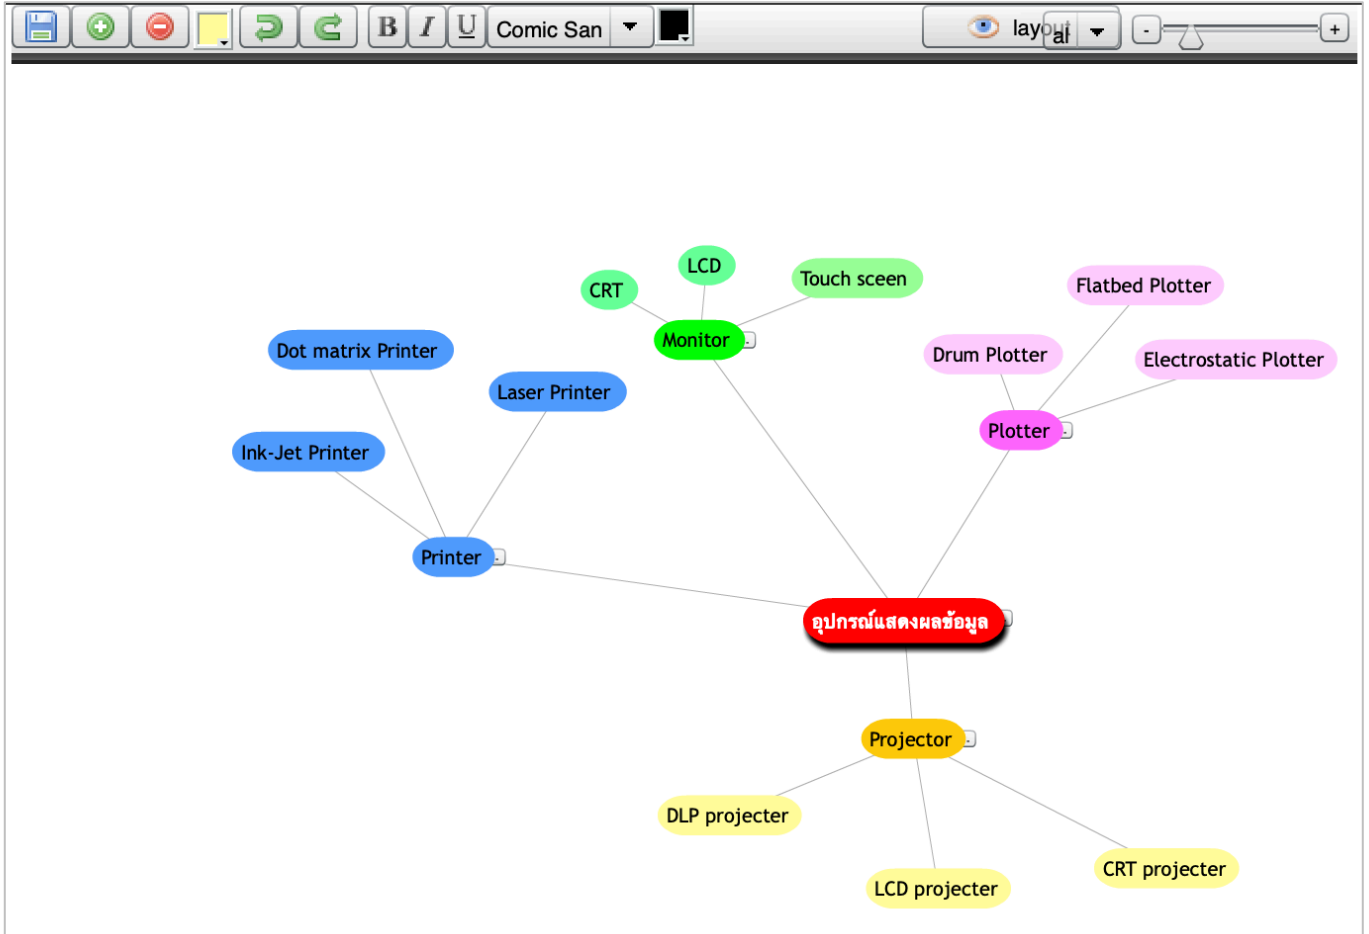 B I U Comic San
layout
al
- +
LCD
Touch sceen
CRT
Flatbed Plotter
Monitor
Dot matrix Printer
Drum Plotter
Electrostatic Plotter
Laser Printer
Plotter
Ink-Jet Printer
Printer
อุปกรณ์แสดงผลข้อมูล
Projector
DLP projecter
CRT projecter
LCD projecter